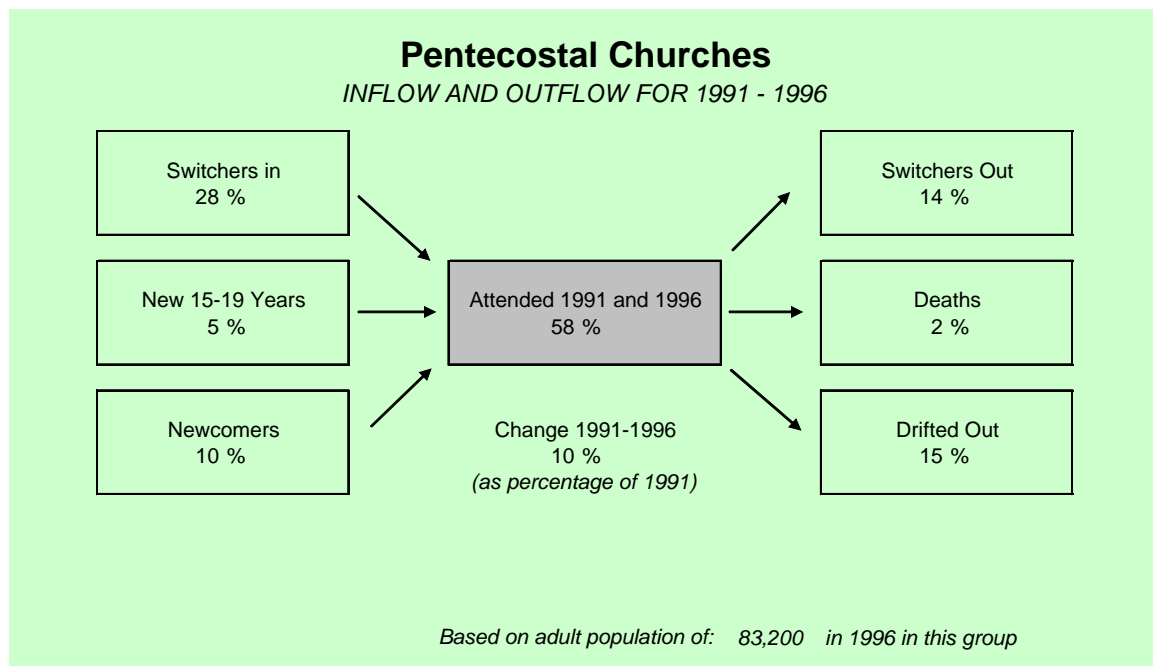 Pentecostal Churches
INFLOW AND OUTFLOW FOR 1991 - 1996
Switchers in
28 %
Switchers Out
14 %
New 15-19 Years
5 %
Attended 1991 and 1996
58 %
Deaths
2 %
Newcomers
10 %
Change 1991-1996
10 %
(as percentage of 1991)
Drifted Out
15 %
Based on adult population of: 83,200 in 1996 in this group